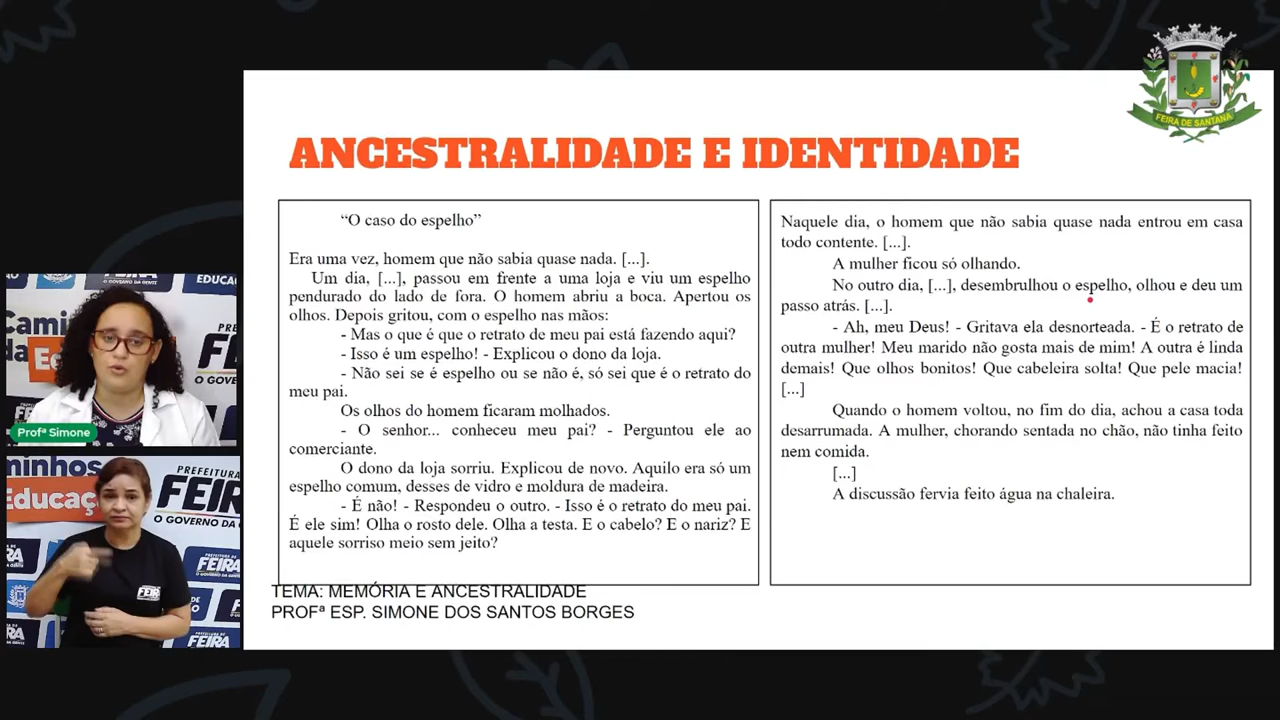 FEIRA DE SANTANA
ANCESTRALIDADE E IDENTIDADE
“O caso do espelho”
Era uma vez, homem que não sabia quase nada. [...].
Um dia, [...], passou em frente a uma loja e viu um espelho
pendurado do lado de fora. O homem abriu a boca. Apertou os
olhos. Depois gritou, com o espelho nas mãos:
- Mas o que é que o retrato de meu pai está fazendo aqui?
- Isso é um espelho! - Explicou o dono da loja.
- Não sei se é espelho ou se não é, só sei que é o retrato do
meu pai.
Os olhos do homem ficaram molhados.
- O senhor... conheceu meu pai? - Perguntou ele ao
comerciante.
O dono da loja sorriu. Explicou de novo. Aquilo era só um
espelho comum, desses de vidro e moldura de madeira.
- É não! - Respondeu o outro. - Isso é o retrato do meu pai.
É ele sim! Olha o rosto dele. Olha a testa. E o cabelo? E o nariz? E
aquele sorriso meio sem jeito?
Naquele dia, o homem que não sabia quase nada entrou em casa
todo contente. [...].
A mulher ficou só olhando.
No outro dia, [...], desembrulhou o espelho, olhou e deu um
passo atrás. [...].
- Ah, meu Deus! - Gritava ela desnorteada. - É o retrato de
outra mulher! Meu marido não gosta mais de mim! A outra é linda
demais! Que olhos bonitos! Que cabeleira solta! Que pele macia!
[...]
Quando o homem voltou, no fim do dia, achou a casa toda
desarrumada. A mulher, chorando sentada no chão, não tinha feito
nem comida.
[...]
A discussão fervia feito água na chaleira.
TEMA: MEMÓRIA E ANCESTRALIDADE
PROFª ESP. SIMONE DOS SANTOS BORGES
Profª Simone
PREFEITURA
FEIRA
O GOVERNO DA
FEIRA
PREFEITURA DE
FEIRA
O GOVERNO DA GENTE
FEIRA